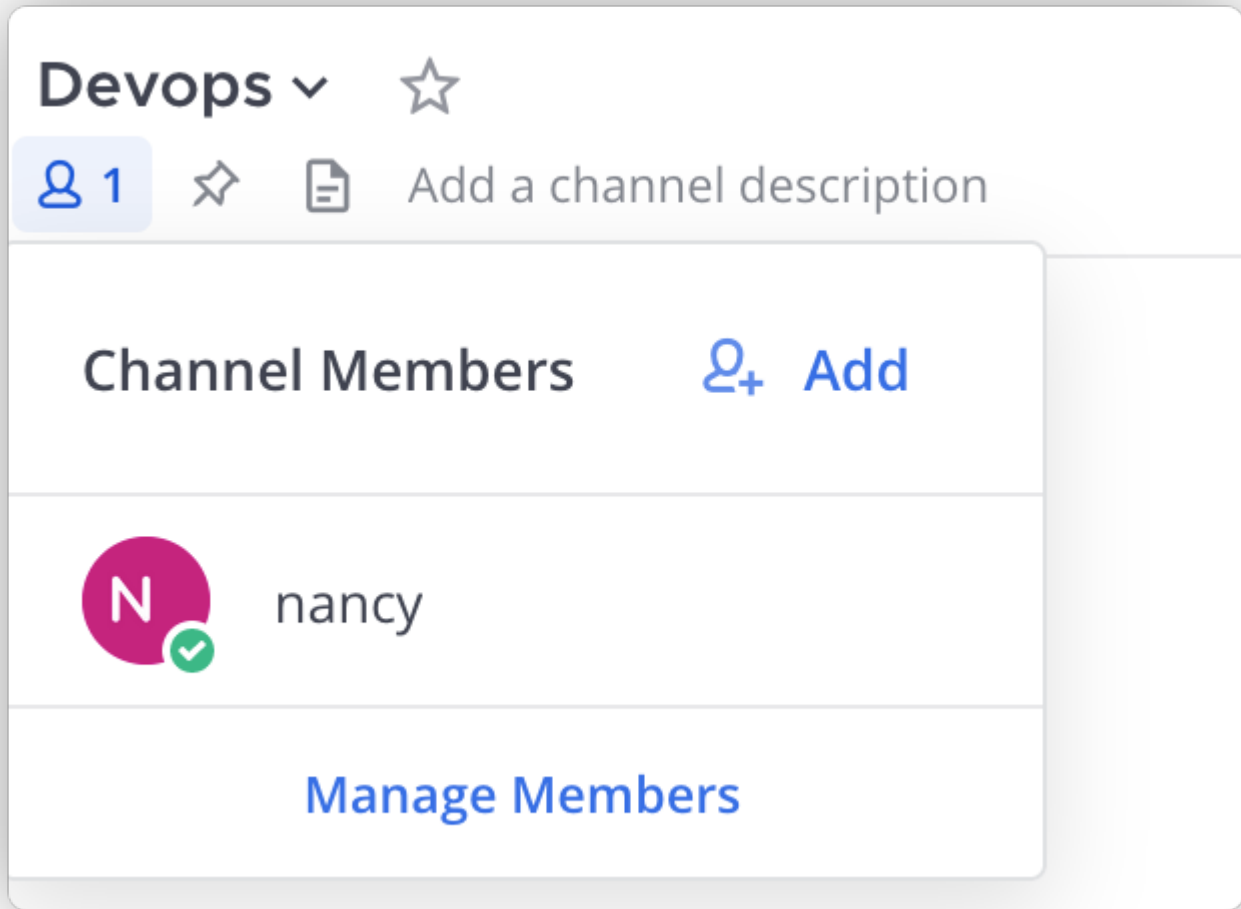 Devops
1 Add a channel description
Channel Members Add
N nancy
Manage Members